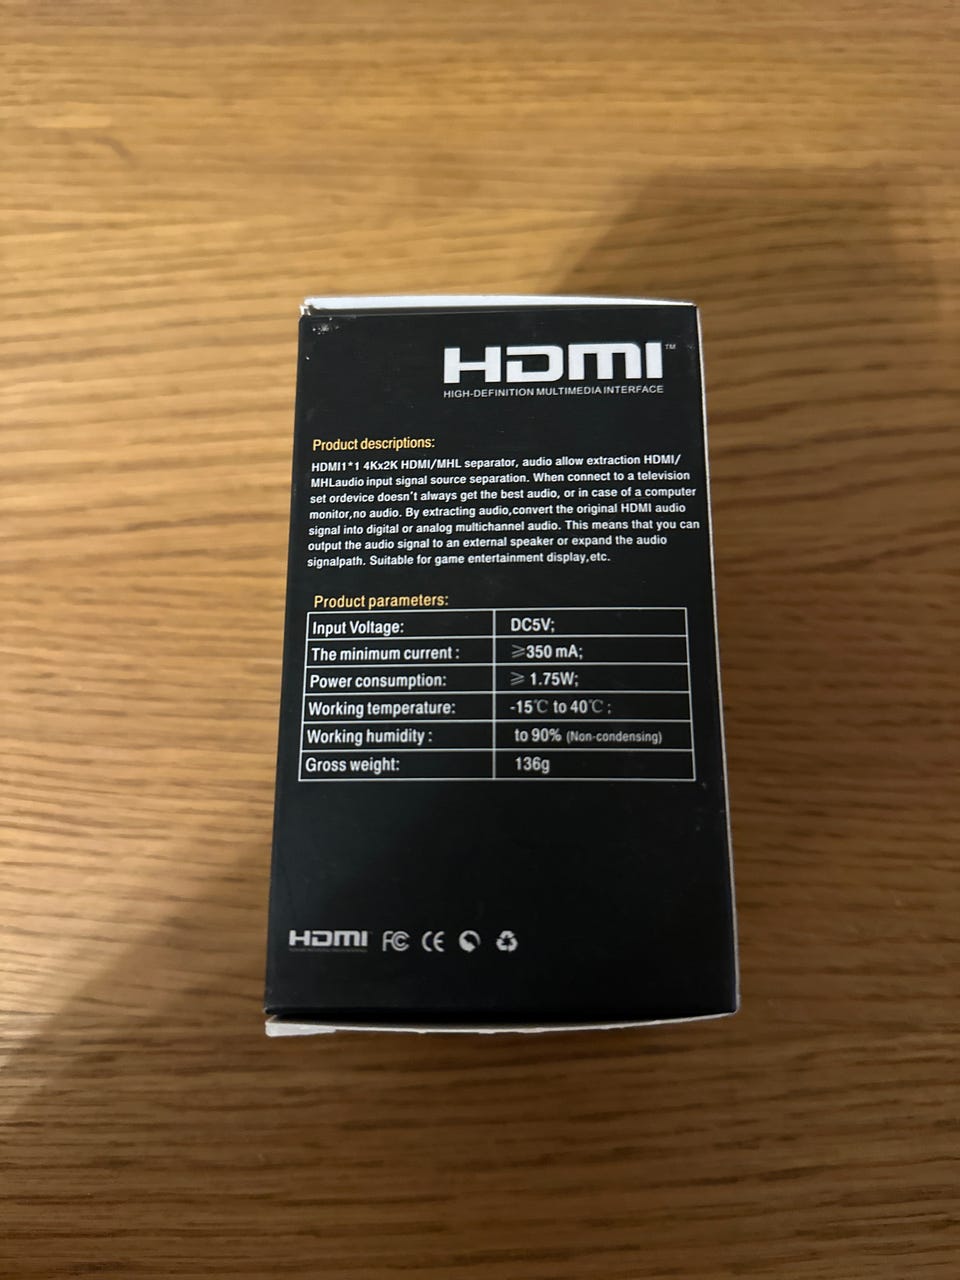 HDMI™
HIGH-DEFINITION MULTIMEDIA INTERFACE
Product descriptions:
HDMI1*1 4Kx2K HDMI/MHL separator, audio allow extraction HDMI/
MHLaudio input signal source separation. When connect to a television
set ordevice doesn't always get the best audio, or in case of a computer
monitor,no audio. By extracting audio,convert the original HDMI audio
signal into digital or analog multichannel audio. This means that you can
output the audio signal to an external speaker or expand the audio
signalpath. Suitable for game entertainment display,etc.
Product parameters:
Input Voltage: DC5V;
The minimum current : ⩾350 mA;
Power consumption: ⩾ 1.75W;
Working temperature: -15℃ to 40℃ ;
Working humidity : to 90% (Non-condensing)
Gross weight: 136g
HDMI FC CE